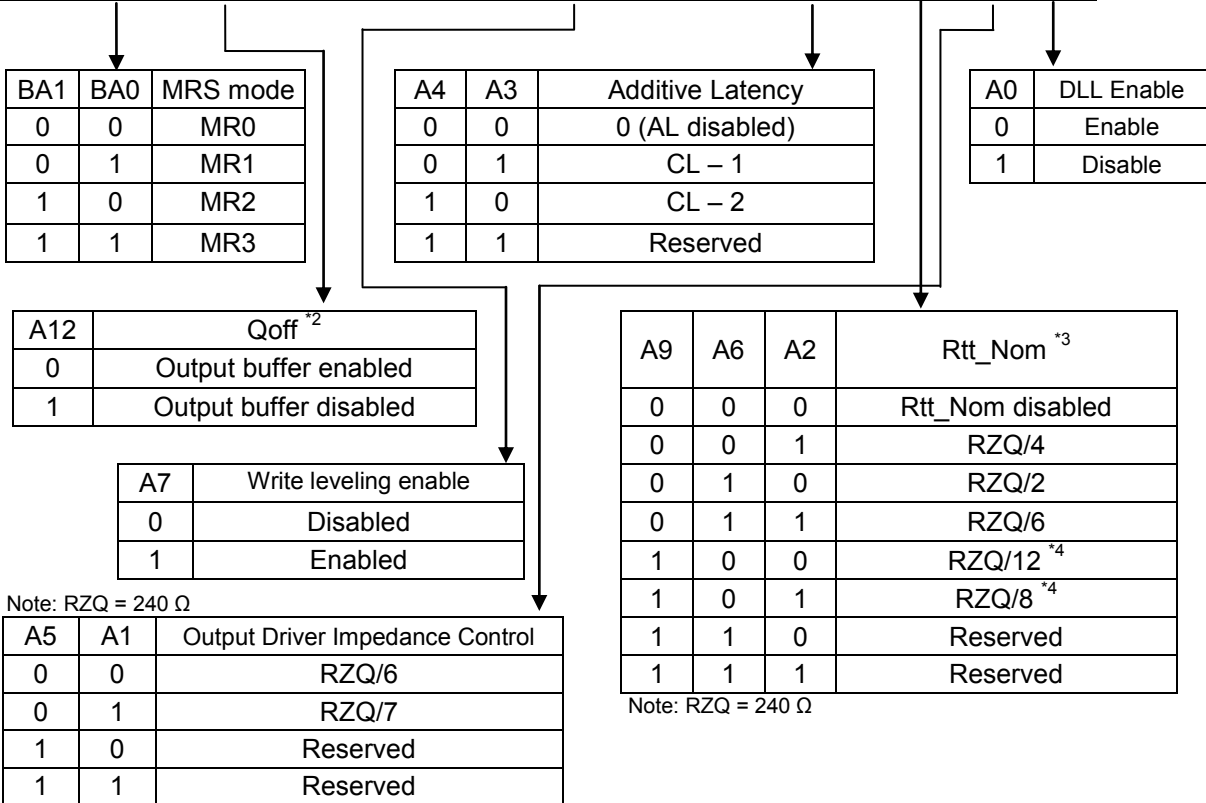 BA1 BA0 MRS mode
0 0 MR0
0 1 MR1
1 0 MR2
1 1 MR3
A4 A3 Additive Latency
0 0 0 (AL disabled)
0 1 CL – 1
1 0 CL – 2
1 1 Reserved
A0 DLL Enable
0 Enable
1 Disable
A12 Qoff *2
0 Output buffer enabled
1 Output buffer disabled
A7 Write leveling enable
0 Disabled
1 Enabled
Note: RZQ = 240 Ω
A5 A1 Output Driver Impedance Control
0 0 RZQ/6
0 1 RZQ/7
1 0 Reserved
1 1 Reserved
A9 A6 A2 Rtt_Nom *3
0 0 0 Rtt_Nom disabled
0 0 1 RZQ/4
0 1 0 RZQ/2
0 1 1 RZQ/6
1 0 0 RZQ/12 *4
1 0 1 RZQ/8 *4
1 1 0 Reserved
1 1 1 Reserved
Note: RZQ = 240 Ω